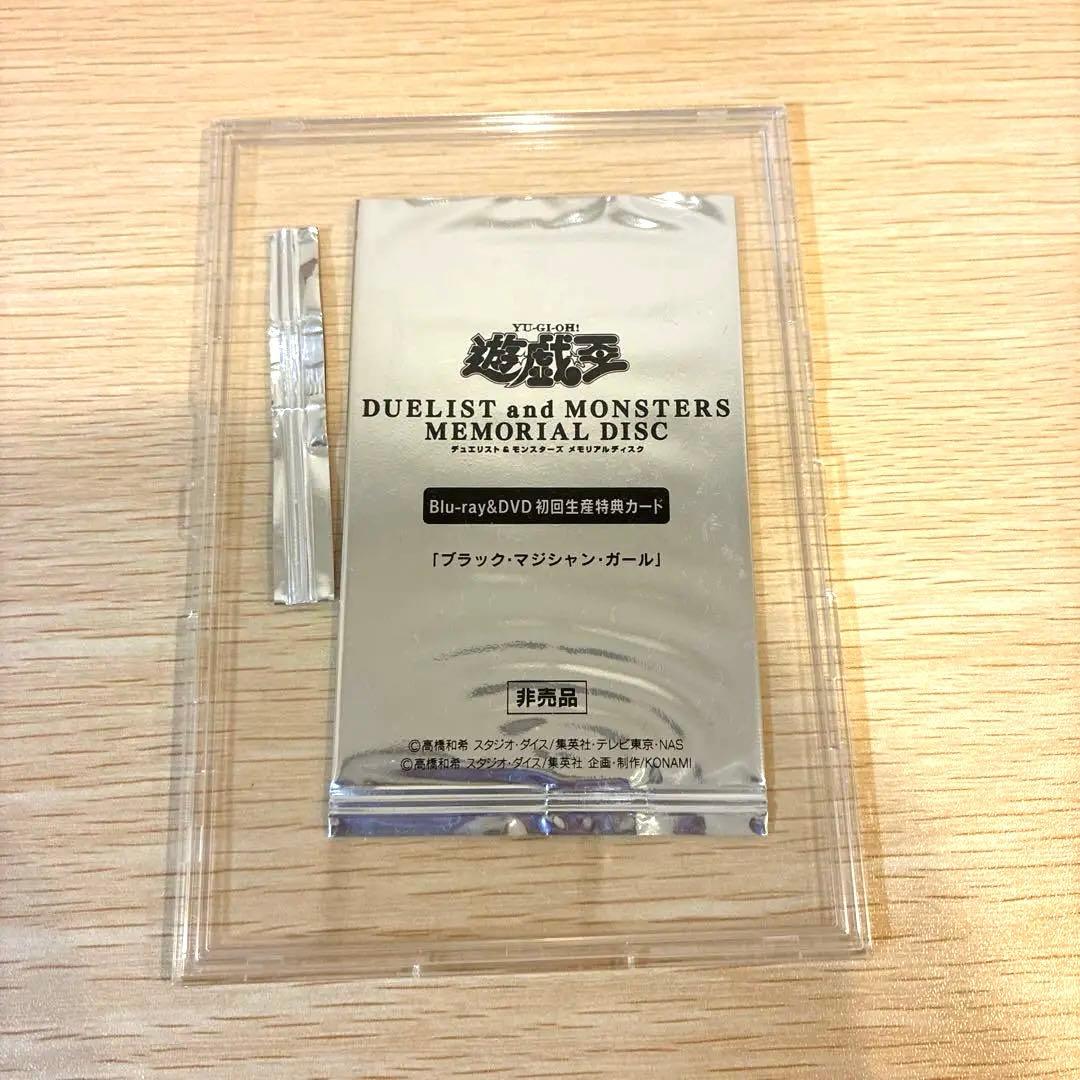 YU-GI-OH!
遊戯王
DUELIST and MONSTERS
MEMORIAL DISC
デュエリスト&モンスターズ メモリアルディスク
Blu-ray&DVD 初回生産特典カード
「ブラック・マジシャン・ガール」
非売品
©高橋和希 スタジオ・ダイス/集英社・テレビ東京・NAS
©高橋和希 スタジオ・ダイス/集英社 企画・制作/KONAMI